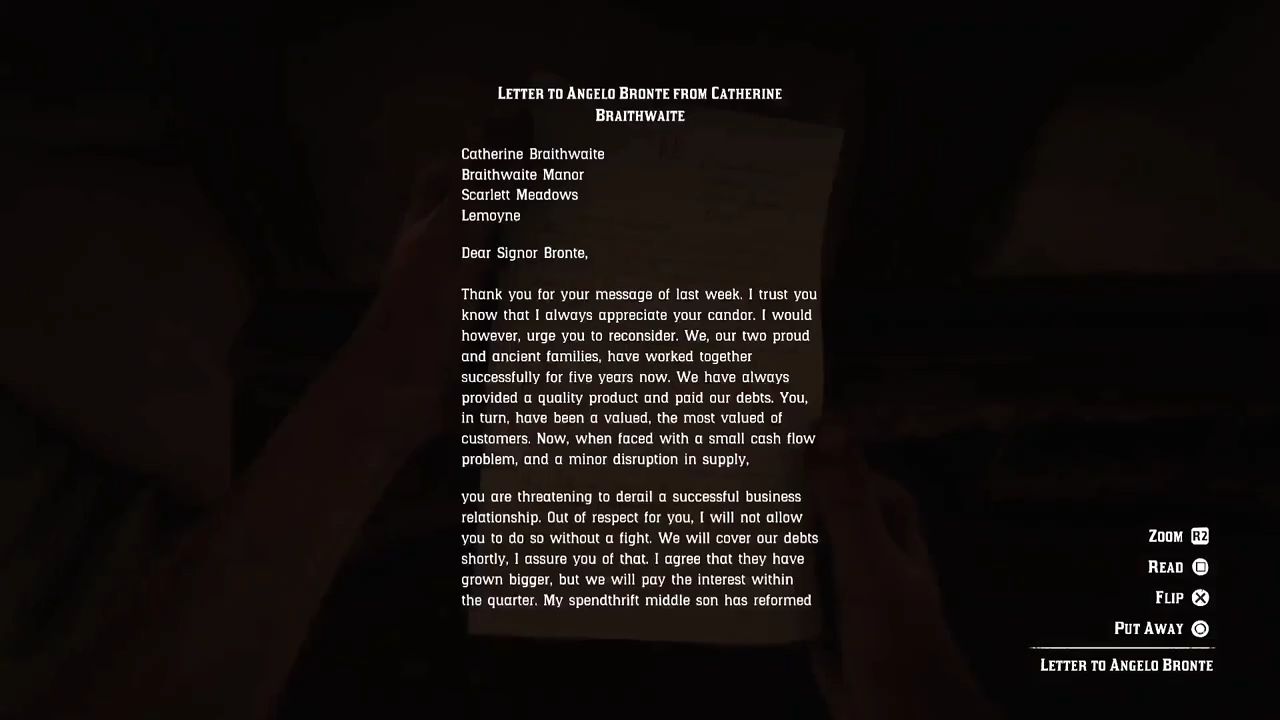 Letter to Angelo Bronte from Catherine
Braithwaite
Catherine Braithwaite
Braithwaite Manor
Scarlett Meadows
Lemoyne
Dear Signor Bronte,
Thank you for your message of last week. I trust you
know that I always appreciate your candor. I would
however, urge you to reconsider. We, our two proud
and ancient families, have worked together
successfully for five years now. We have always
provided a quality product and paid our debts. You,
in turn, have been a valued, the most valued of
customers. Now, when faced with a small cash flow
problem, and a minor disruption in supply,
you are threatening to derail a successful business
relationship. Out of respect for you, I will not allow
you to do so without a fight. We will cover our debts
shortly, I assure you of that. I agree that they have
grown bigger, but we will pay the interest within
the quarter. My spendthrift middle son has reformed
Zoom R2
Read
Flip
Put Away
Letter to Angelo Bronte